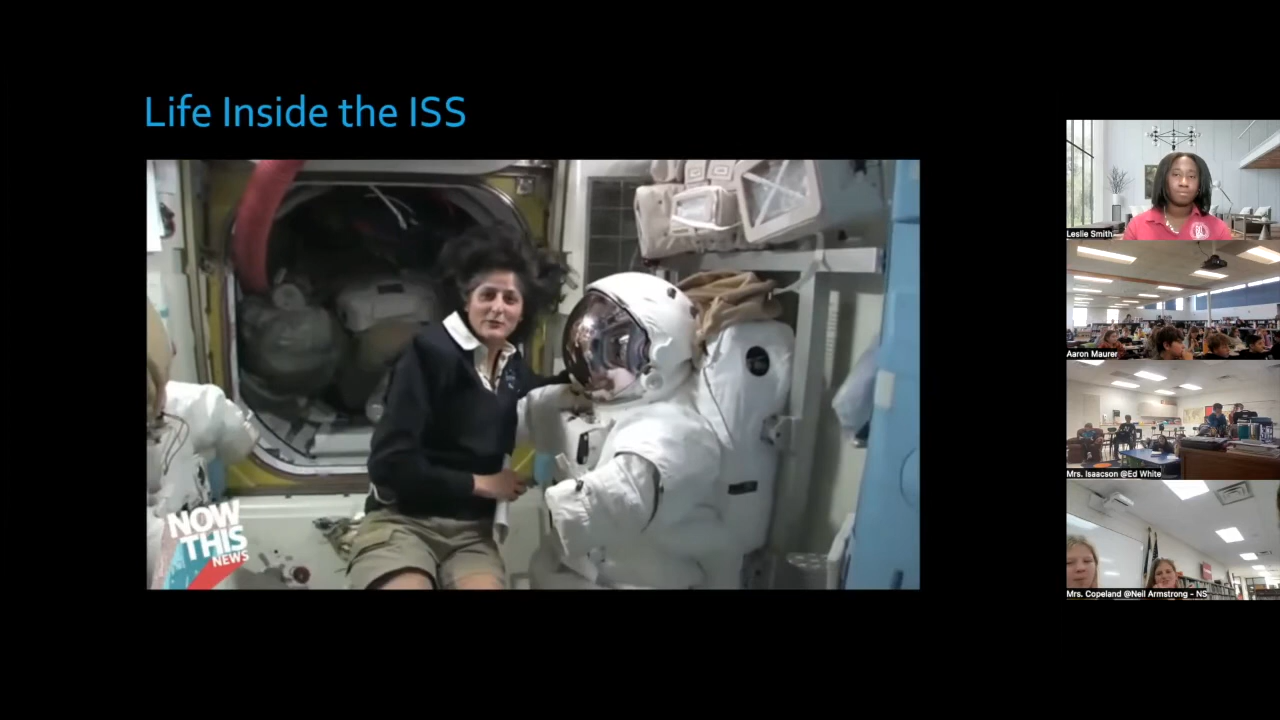 Life Inside the ISS
NOW
THIS
NEWS
Leslie Smith
Aaron Maurer
Mrs. Isaacson @Ed White
Mrs. Copeland @Neil Armstrong - NS